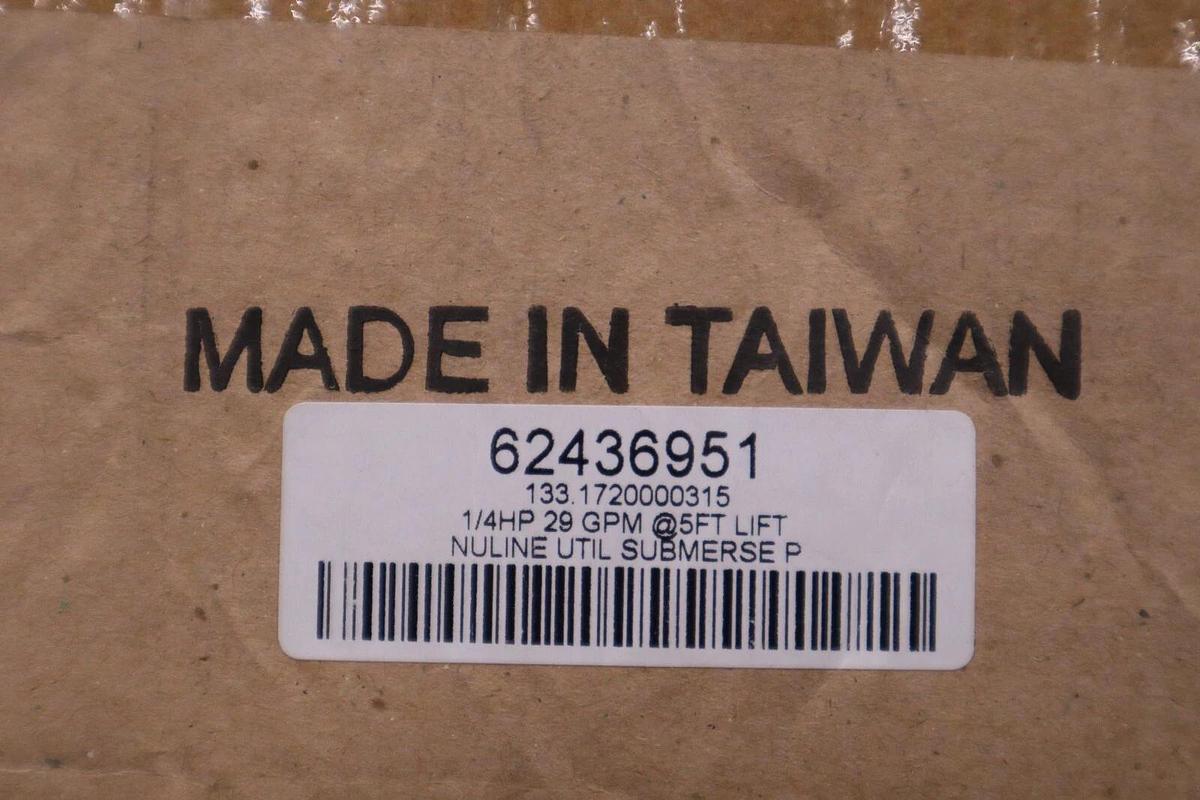 MADE IN TAIWAN
62436951
133.1720000315
1/4HP 29 GPM @5FT LIFT
NULINE UTIL SUBMERSE P